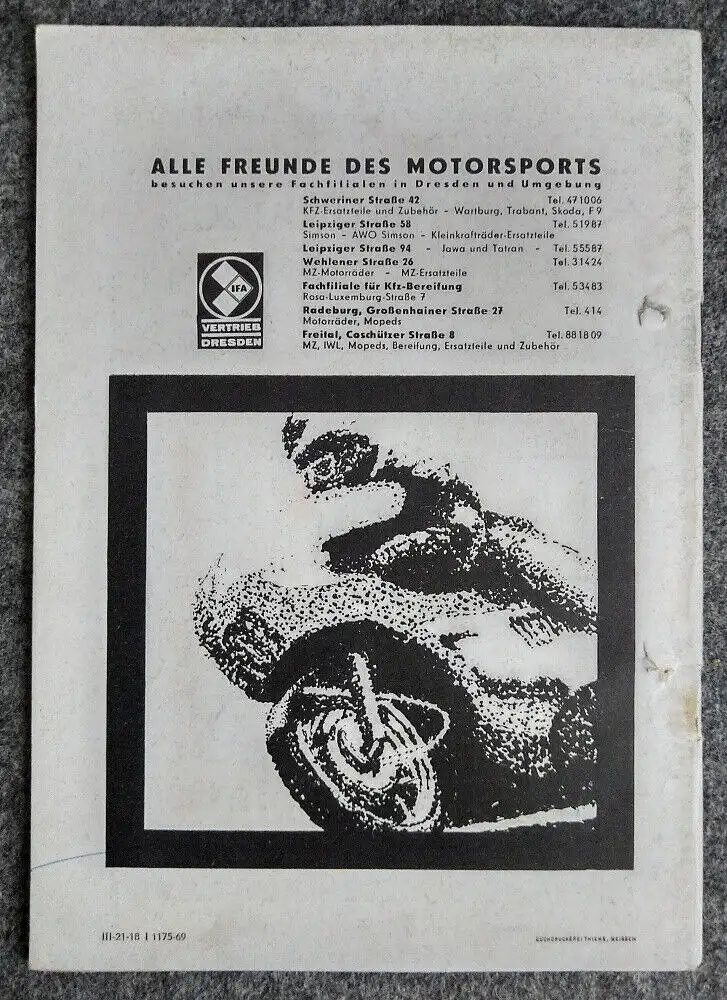 ALLE FREUNDE DES MOTORSPORTS
besuchen unsere Fachfilialen in Dresden und Umgebung
Schweriner Straße 42 Tel. 471006
KFZ-Ersatzteile und Zubehör - Wartburg, Trabant, Skoda, F 9
Leipziger Straße 58 Tel. 51987
Simson - AWO Simson - Kleinkrafträder-Ersatzteile
Leipziger Straße 94 - Jawa und Tatran - Tel. 55587
Wehlener Straße 26 Tel. 31424
MZ-Motorräder - MZ-Ersatzteile
Fachfiliale für Kfz-Bereifung Tel. 53483
Rosa-Luxemburg-Straße 7
Radeburg, Großenhainer Straße 27 Tel. 414
Motorräder, Mopeds
Freital, Coschützer Straße 8 Tel. 881809
MZ, IWL, Mopeds, Bereifung, Ersatzteile und Zubehör
IFA
VERTRIEB
DRESDEN
III-21-18 I 1175-69
BUCHDRUCKEREI THIEME, MEISSEN